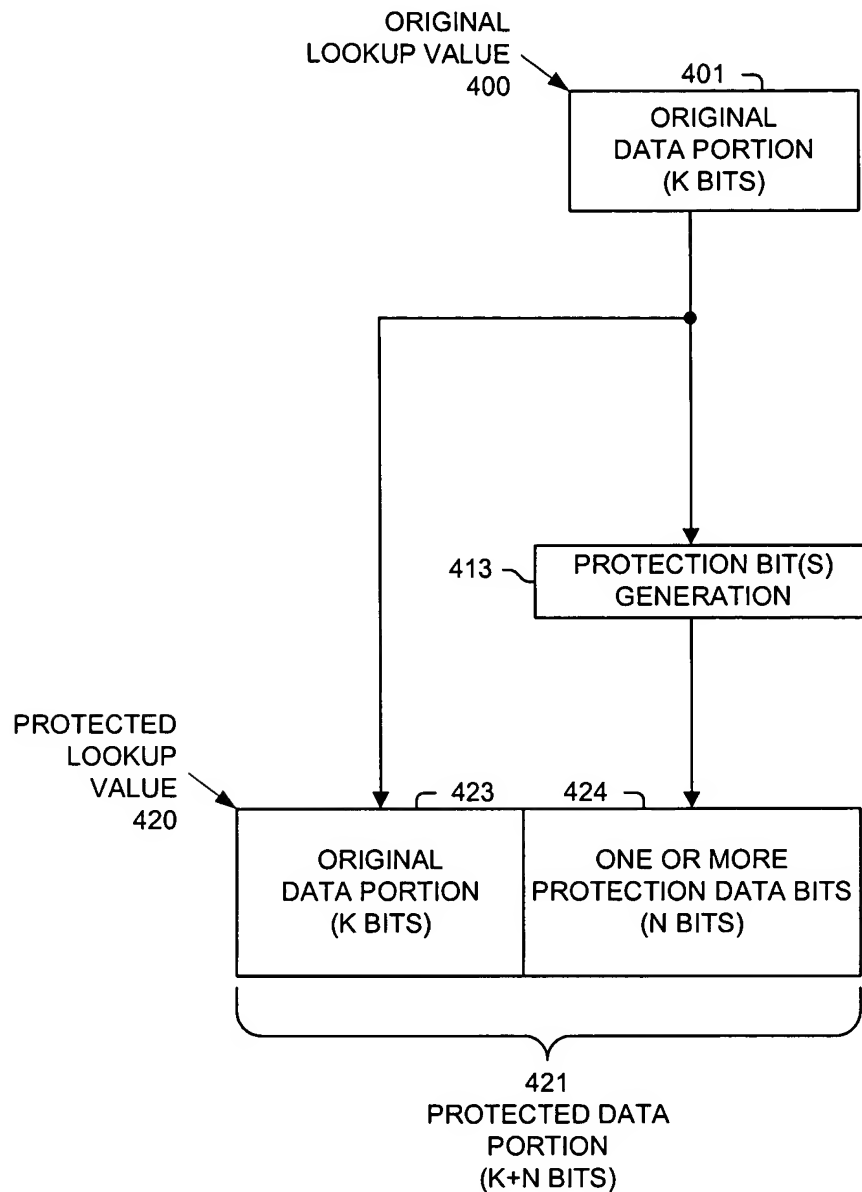 ORIGINAL
LOOKUP VALUE
400
401
ORIGINAL
DATA PORTION
(K BITS)
413
PROTECTION BIT(S)
GENERATION
PROTECTED
LOOKUP
VALUE
420
423
424
ORIGINAL
DATA PORTION
(K BITS)
ONE OR MORE
PROTECTION DATA BITS
(N BITS)
421
PROTECTED DATA
PORTION
(K+N BITS)